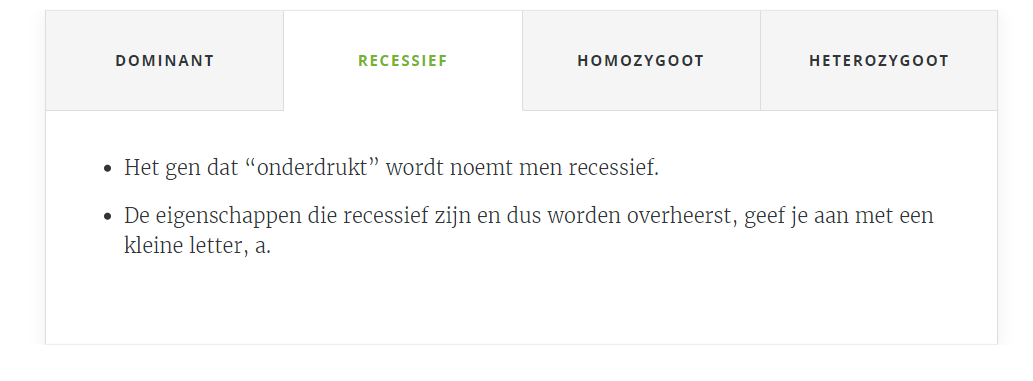 DOMINANT
RECESSIEF
HOMOZYGOOT
HETEROZYGOOT
• Het gen dat “onderdrukt” wordt noemt men recessief.
• De eigenschappen die recessief zijn en dus worden overheerst, geef je aan met een
kleine letter, a.